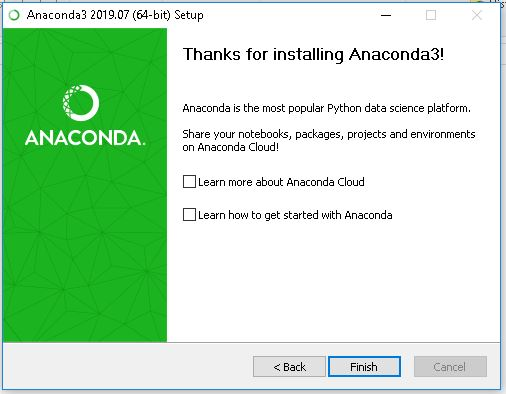 Anaconda3 2019.07 (64-bit) Setup
Thanks for installing Anaconda3!
ANACONDA.
Anaconda is the most popular Python data science platform.
Share your notebooks, packages, projects and environments
on Anaconda Cloud!
Learn more about Anaconda Cloud
Learn how to get started with Anaconda
< Back
Finish
Cancel